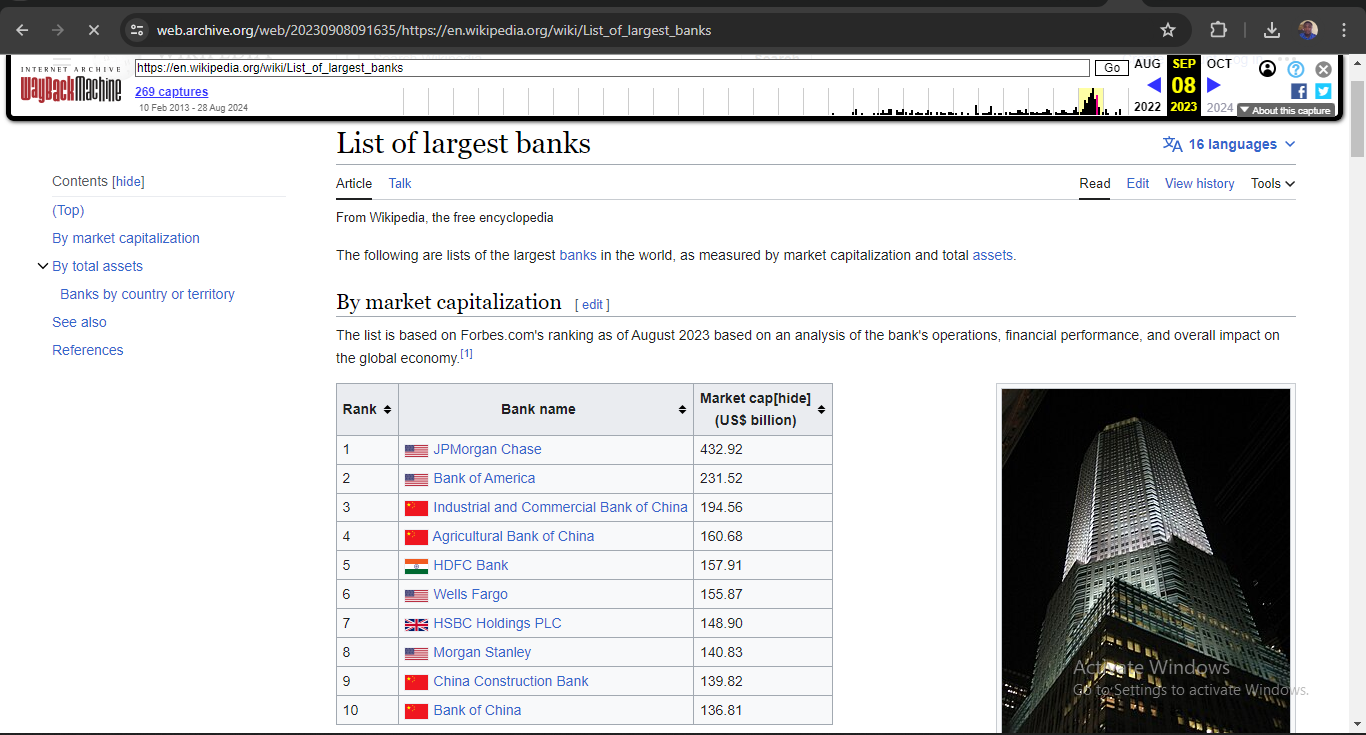 web.archive.org/web/20230908091635/https://en.wikipedia.org/wiki/List_of_largest_banks
INTERNET ARCHIVE
WayBackMachine
https://en.wikipedia.org/wiki/List_of_largest_banks
Go
269 captures
10 Feb 2013 - 28 Aug 2024
AUG SEP OCT
08
2022 2023 2024
About this capture
List of largest banks
16 languages
Contents [hide]
(Top)
By market capitalization
By total assets
Banks by country or territory
See also
References
Article Talk
Read Edit View history Tools
From Wikipedia, the free encyclopedia
The following are lists of the largest banks in the world, as measured by market capitalization and total assets.
By market capitalization [ edit ]
The list is based on Forbes.com's ranking as of August 2023 based on an analysis of the bank's operations, financial performance, and overall impact on
the global economy.[1]
Rank Bank name Market cap[hide]
(US$ billion)
1 JPMorgan Chase 432.92
2 Bank of America 231.52
3 Industrial and Commercial Bank of China 194.56
4 Agricultural Bank of China 160.68
5 HDFC Bank 157.91
6 Wells Fargo 155.87
7 HSBC Holdings PLC 148.90
8 Morgan Stanley 140.83
9 China Construction Bank 139.82
10 Bank of China 136.81
Activate Windows
Go to Settings to activate Windows.